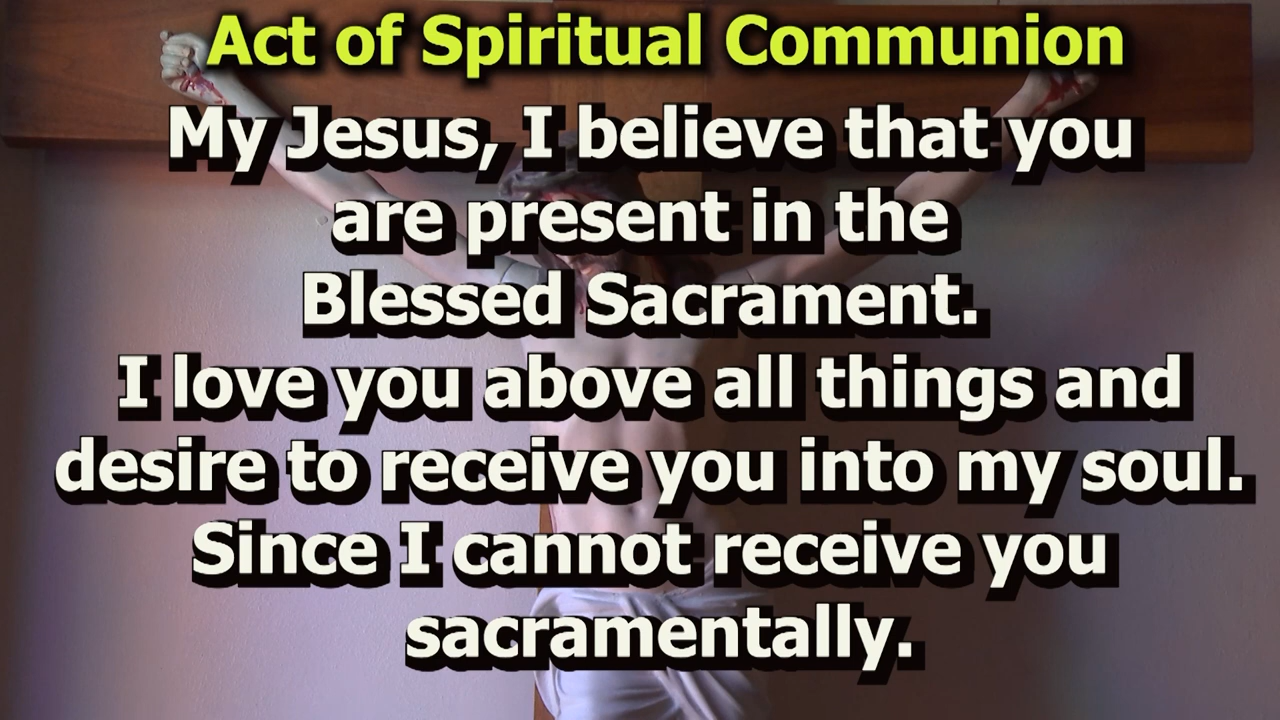 Act of Spiritual Communion
My Jesus, I believe that you
are present in the
Blessed Sacrament.
I love you above all things and
desire to receive you into my soul.
Since I cannot receive you
sacramentally.